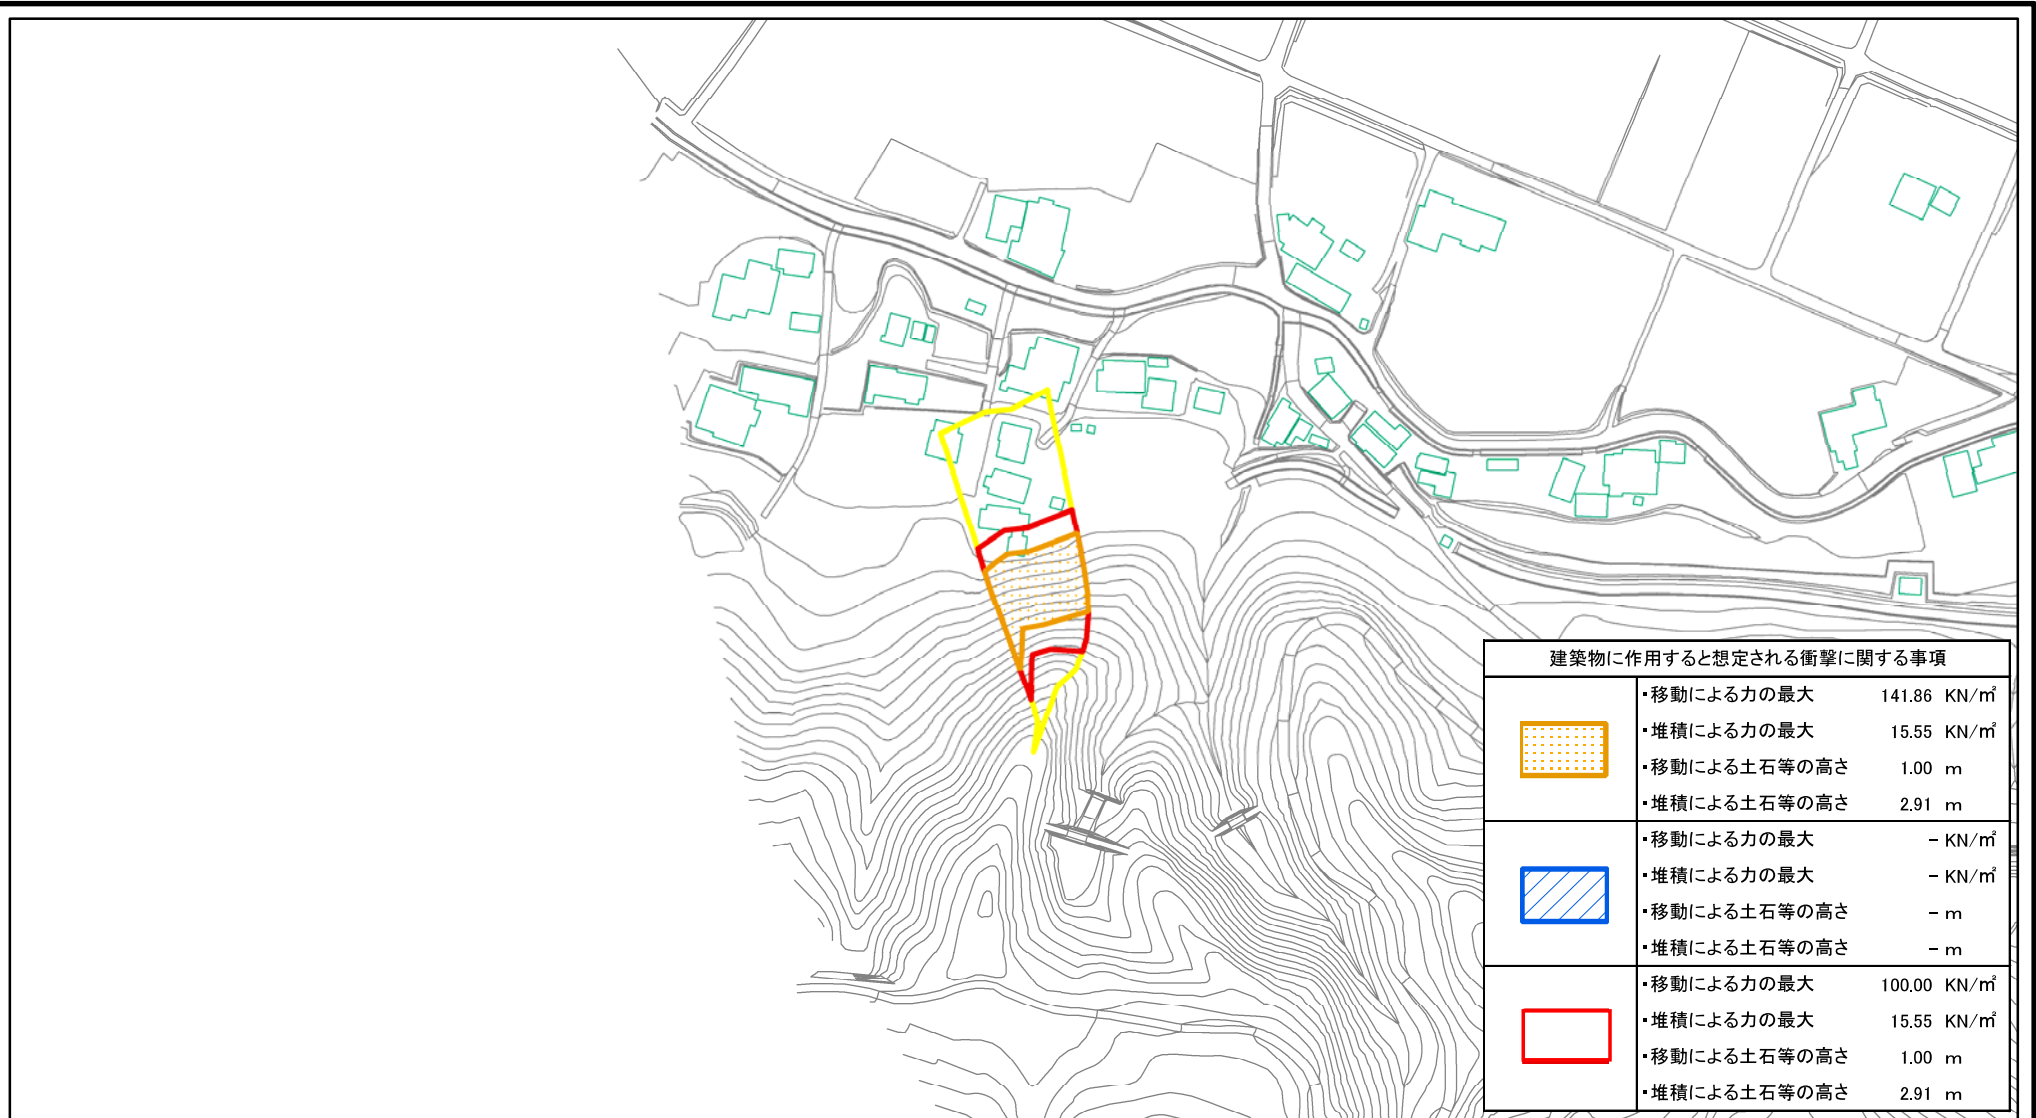 建築物に作用すると想定される衝撃に関する事項
・移動による力の最大 141.86 KN/㎡
・堆積による力の最大 15.55 KN/㎡
・移動による土石等の高さ 1.00 m
・堆積による土石等の高さ 2.91 m
・移動による力の最大 - KN/㎡
・堆積による力の最大 - KN/㎡
・移動による土石等の高さ - m
・堆積による土石等の高さ - m
・移動による力の最大 100.00 KN/㎡
・堆積による力の最大 15.55 KN/㎡
・移動による土石等の高さ 1.00 m
・堆積による土石等の高さ 2.91 m